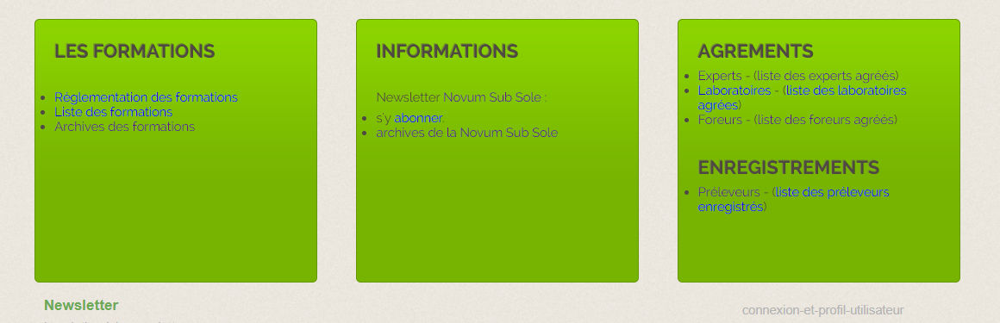 LES FORMATIONS
Réglementation des formations
Liste des formations
Archives des formations
INFORMATIONS
Newsletter Novum Sub Sole :
s'y abonner.
archives de la Novum Sub Sole
AGREMENTS
Experts - (liste des experts agréés)
Laboratoires - (liste des laboratoires
agrées)
Foreurs - (liste des foreurs agréés)
ENREGISTREMENTS
Préleveurs - (liste des préleveurs
enregistrés)
Newsletter
connexion-et-profil-utilisateur